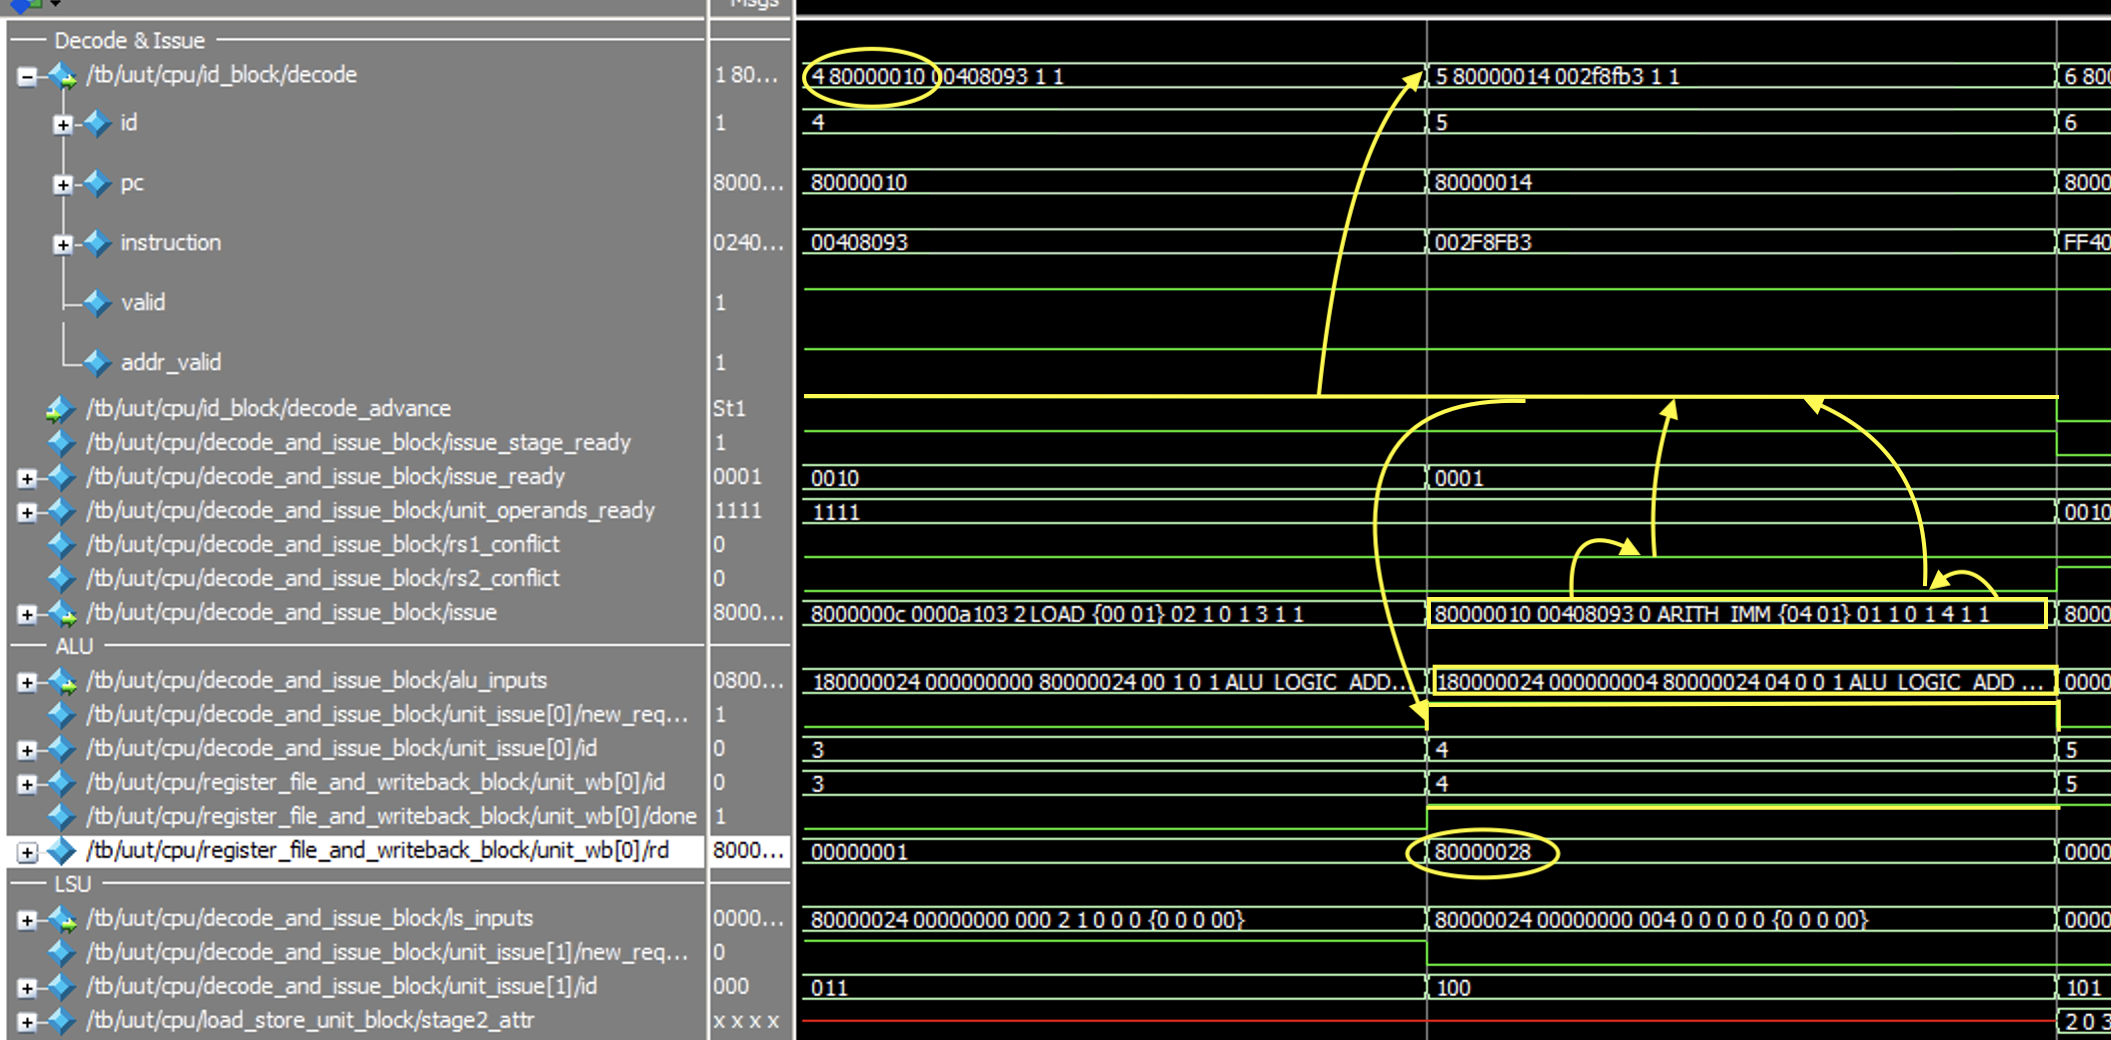 Msgs
Decode & Issue
/tb/uut/cpu/id_block/decode 1 80... 4 80000010 00408093 1 1 5 80000014 002f8fb3 1 1 6 800
id 1 4 5 6
pc 8000... 80000010 80000014 8000
instruction 0240... 00408093 002F8FB3 FF40
valid 1
addr_valid 1
/tb/uut/cpu/id_block/decode_advance St1
/tb/uut/cpu/decode_and_issue_block/issue_stage_ready 1
/tb/uut/cpu/decode_and_issue_block/issue_ready 0001 0010 0001
/tb/uut/cpu/decode_and_issue_block/unit_operands_ready 1111 1111 0010
/tb/uut/cpu/decode_and_issue_block/rs1_conflict 0
/tb/uut/cpu/decode_and_issue_block/rs2_conflict 0
/tb/uut/cpu/decode_and_issue_block/issue 8000... 8000000c 0000a103 2 LOAD {00 01} 02 1 0 1 3 1 1 80000010 00408093 0 ARITH_IMM {04 01} 01 1 0 1 4 1 1 8000
ALU
/tb/uut/cpu/decode_and_issue_block/alu_inputs 0800... 180000024 000000000 80000024 00 1 0 1 ALU_LOGIC_ADD... 180000024 000000004 80000024 04 0 0 1 ALU_LOGIC_ADD ... 0000
/tb/uut/cpu/decode_and_issue_block/unit_issue[0]/new_req... 1
/tb/uut/cpu/decode_and_issue_block/unit_issue[0]/id 0 3 4 5
/tb/uut/cpu/register_file_and_writeback_block/unit_wb[0]/id 0 3 4 5
/tb/uut/cpu/register_file_and_writeback_block/unit_wb[0]/done 1
/tb/uut/cpu/register_file_and_writeback_block/unit_wb[0]/rd 8000... 00000001 80000028 0000
LSU
/tb/uut/cpu/decode_and_issue_block/ls_inputs 0000... 80000024 00000000 000 2 1 0 0 0 {0 0 0 00} 80000024 00000000 004 0 0 0 0 0 {0 0 0 00} 0000
/tb/uut/cpu/decode_and_issue_block/unit_issue[1]/new_req... 0
/tb/uut/cpu/decode_and_issue_block/unit_issue[1]/id 000 011 100 101
/tb/uut/cpu/load_store_unit_block/stage2_attr x x x x 2 0 3